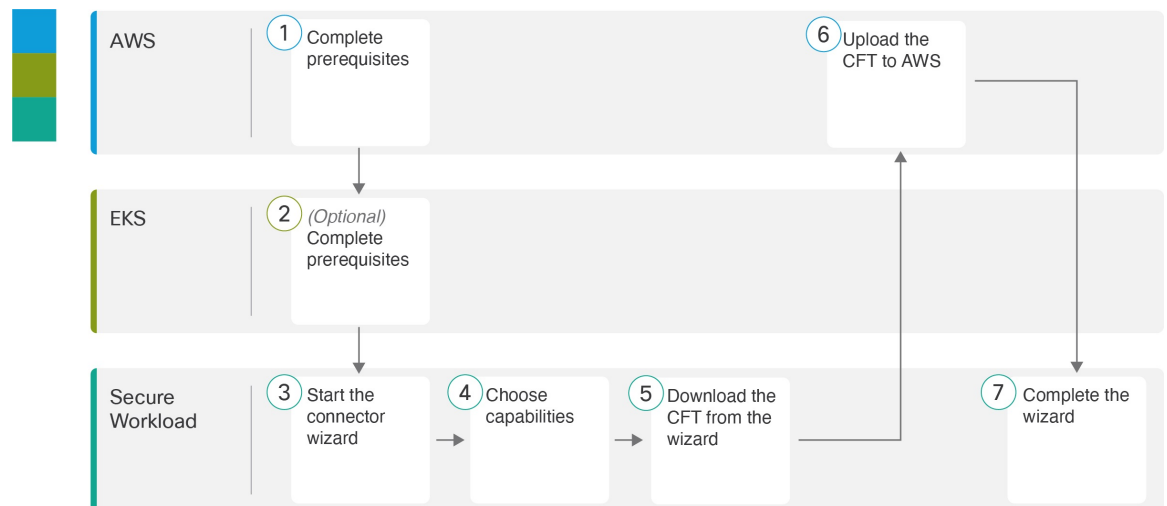 AWS
1
Complete
prerequisites
6
Upload the
CFT to AWS
EKS
2
(Optional)
Complete
prerequisites
Secure
Workload
3
Start the
connector
wizard
4
Choose
capabilities
5
Download the
CFT from the
wizard
7
Complete the
wizard